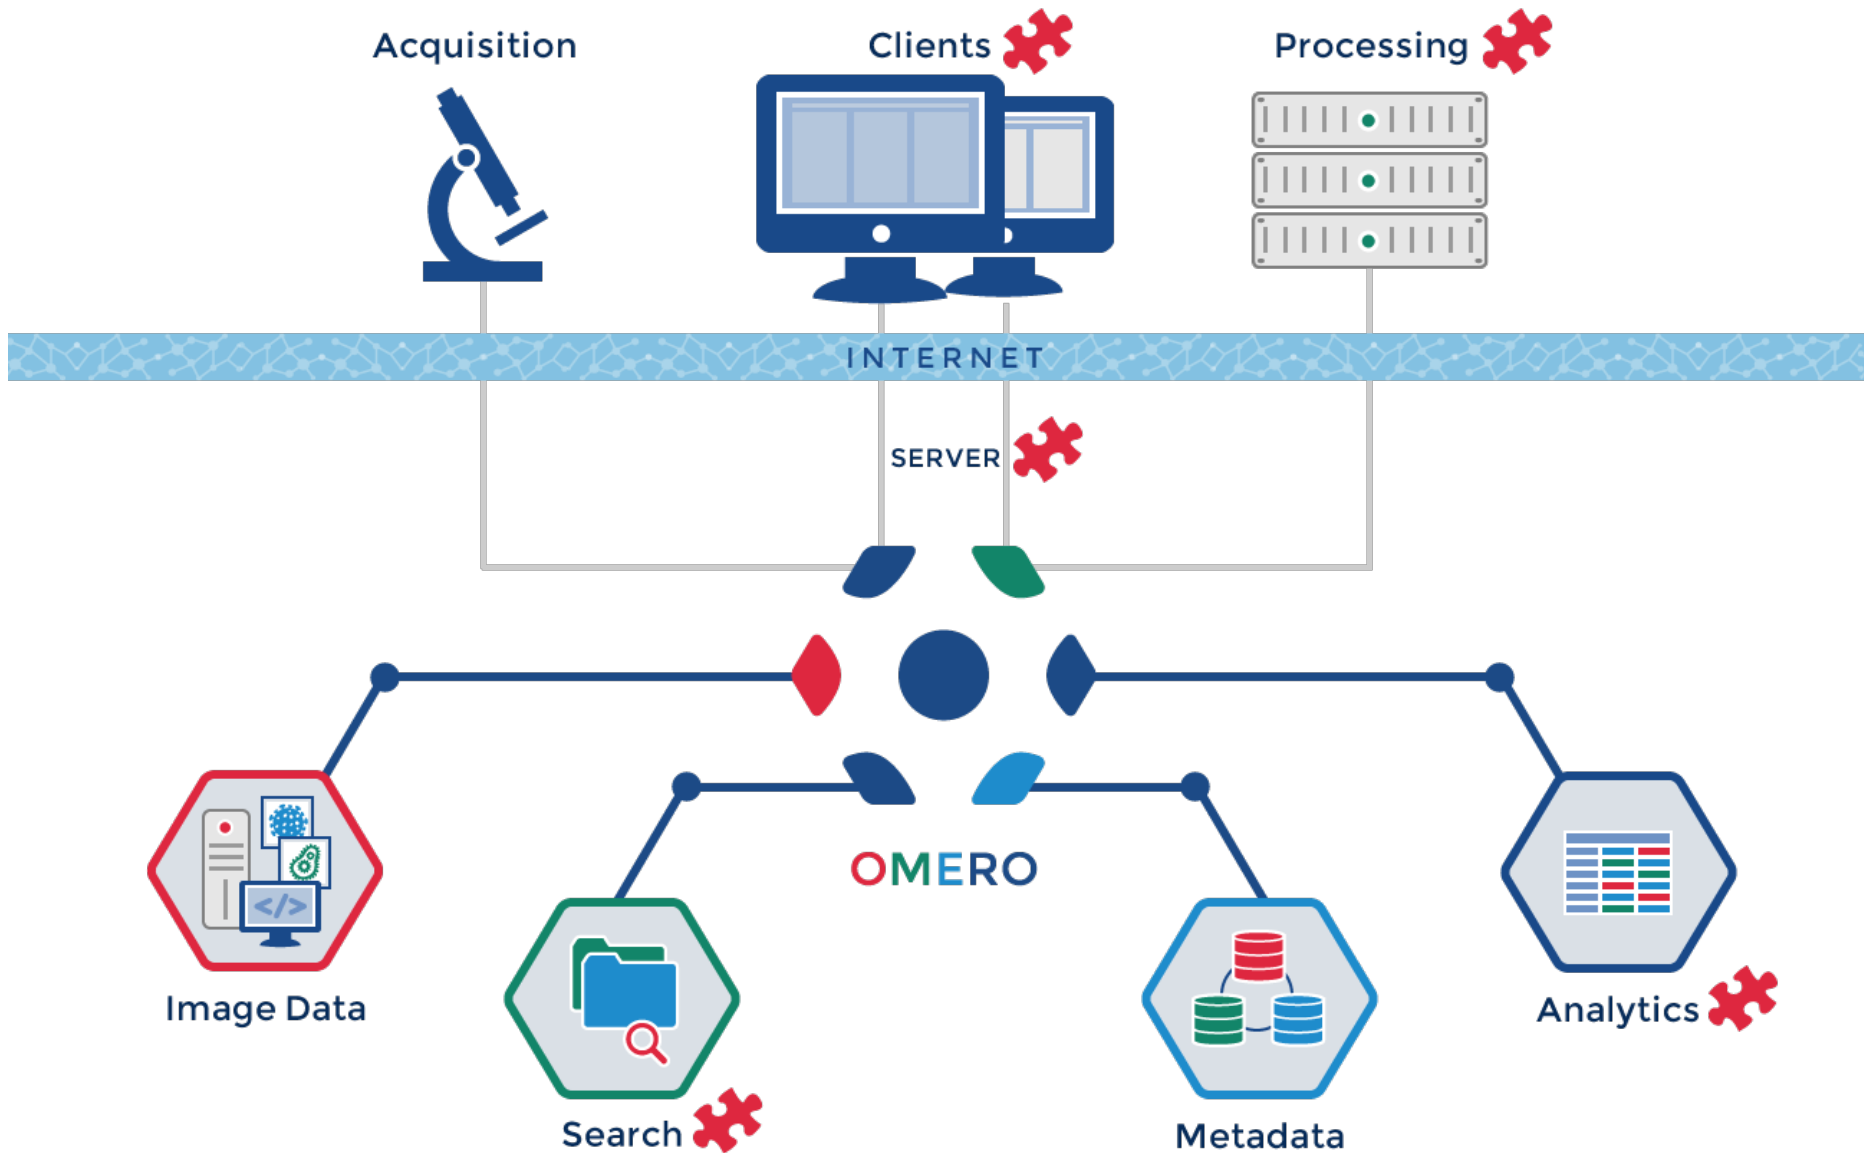 Acquisition
Clients
Processing
INTERNET
SERVER
OMERO
</>
Image Data
Search
Metadata
Analytics